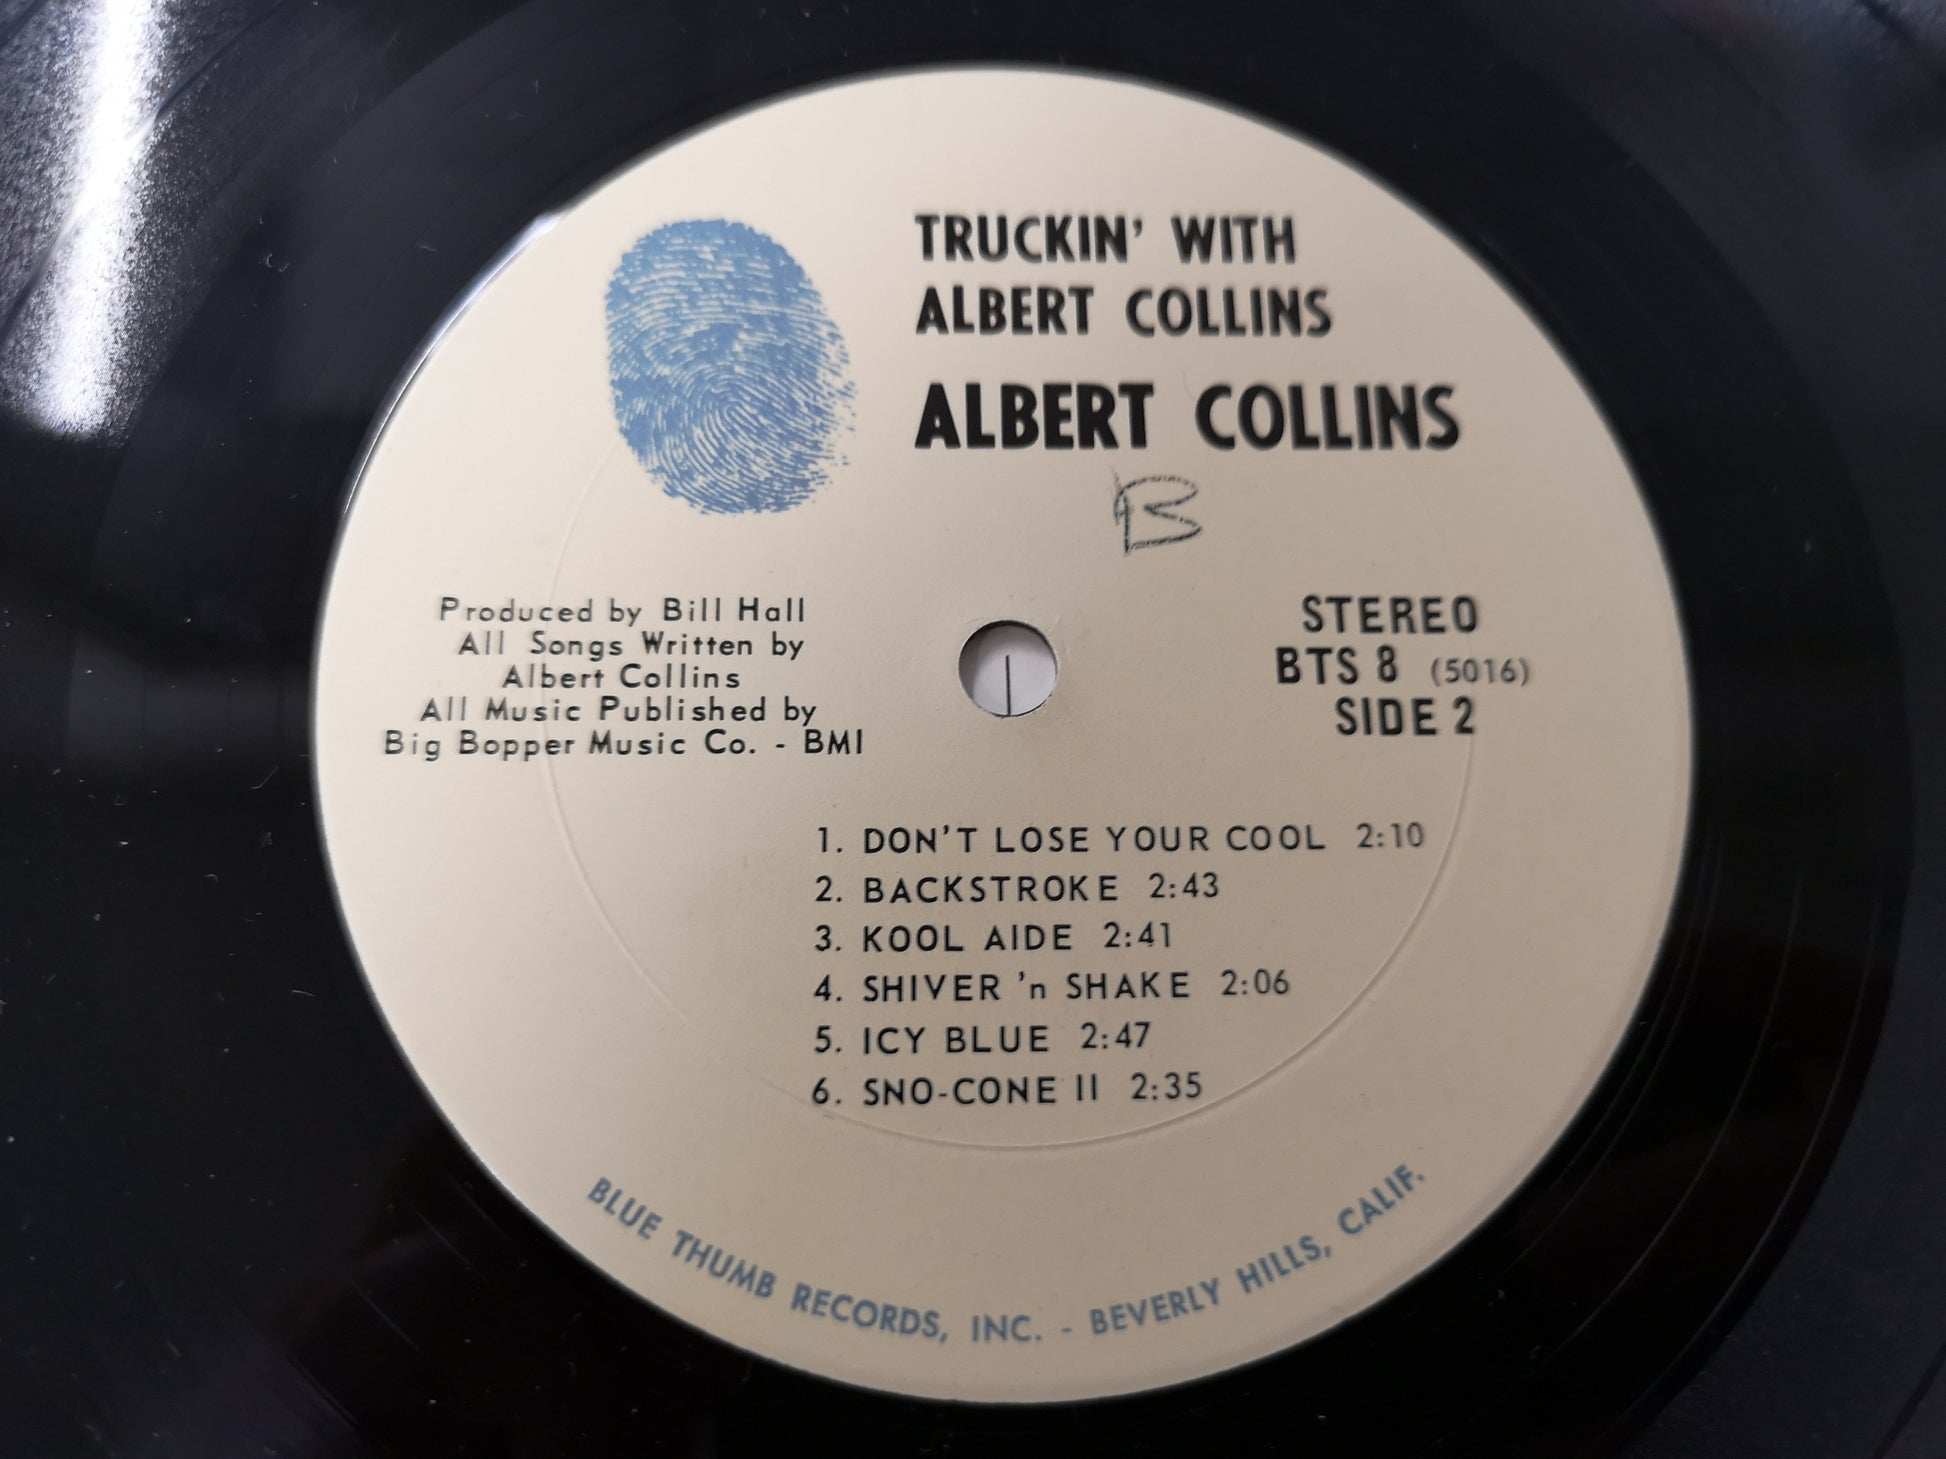 TRUCKIN' WITH
ALBERT COLLINS
ALBERT COLLINS
B
Produced by Bill Hall
All Songs Written by
Albert Collins
All Music Published by
Big Bopper Music Co. - BMI
STEREO
BTS 8 (5016)
SIDE 2
1. DON'T LOSE YOUR COOL 2:10
2. BACKSTROKE 2:43
3. KOOL AIDE 2:41
4. SHIVER 'n SHAKE 2:06
5. ICY BLUE 2:47
6. SNO-CONE II 2:35
BLUE THUMB RECORDS, INC. - BEVERLY HILLS, CALIF.